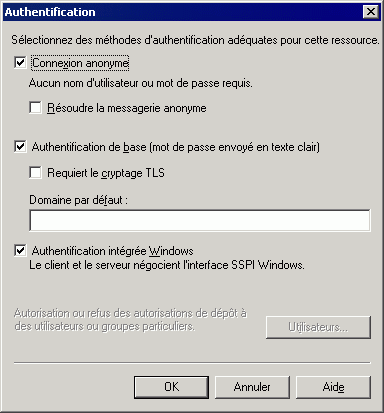 Authentification
Sélectionnez des méthodes d'authentification adéquates pour cette ressource.
Connexion anonyme
Aucun nom d'utilisateur ou mot de passe requis.
Résoudre la messagerie anonyme
Authentification de base (mot de passe envoyé en texte clair)
Requiert le cryptage TLS
Domaine par défaut :
Authentification intégrée Windows
Le client et le serveur négocient l'interface SSPI Windows.
Autorisation ou refus des autorisations de dépôt à
des utilisateurs ou groupes particuliers.
Utilisateurs...
OK
Annuler
Aide